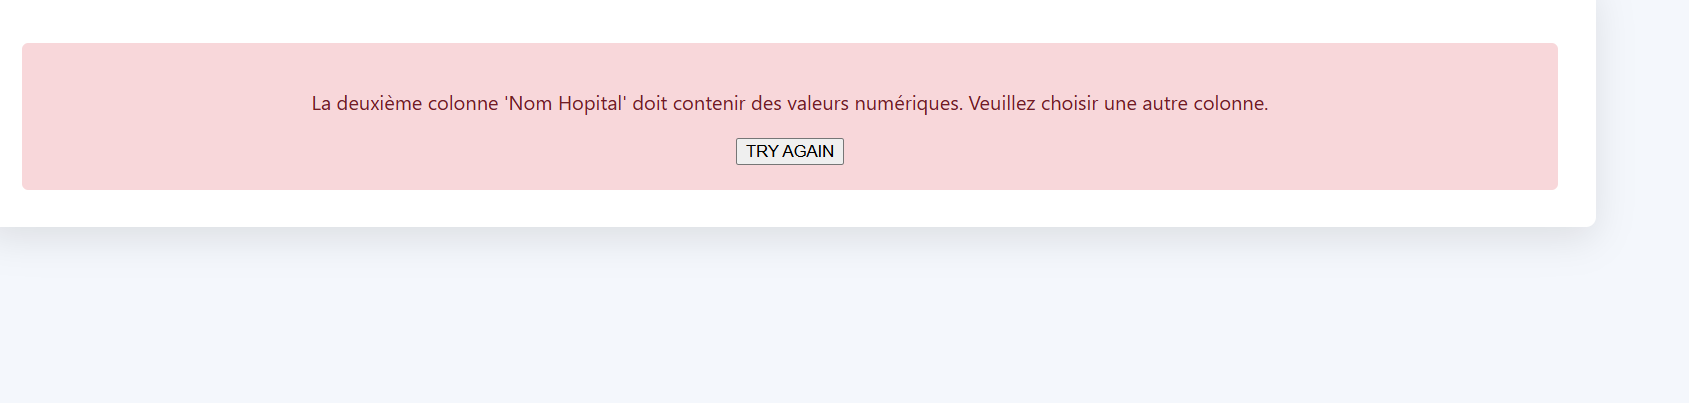 La deuxième colonne 'Nom Hopital' doit contenir des valeurs numériques. Veuillez choisir une autre colonne.
TRY AGAIN